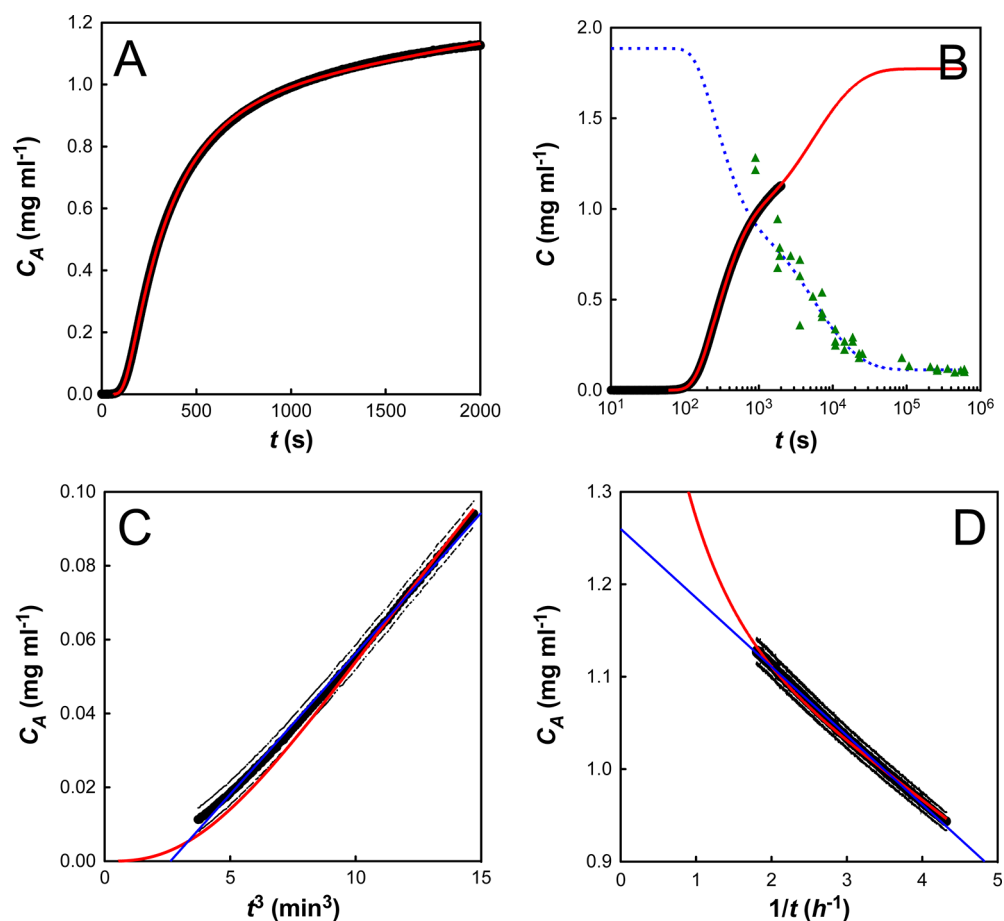 A
C_A (mg ml⁻¹)
1.2
1.0
0.8
0.6
0.4
0.2
0.0
0 500 1000 1500 2000
t (s)
B
C (mg ml⁻¹)
2.0
1.5
1.0
0.5
0.0
10¹ 10² 10³ 10⁴ 10⁵ 10⁶
t (s)
C
C_A (mg ml⁻¹)
0.10
0.08
0.06
0.04
0.02
0.00
0 5 10 15
t³ (min³)
D
C_A (mg ml⁻¹)
1.3
1.2
1.1
1.0
0.9
0 1 2 3 4 5
1/t (h⁻¹)